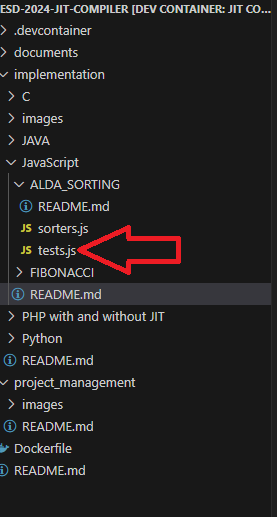 ESD-2024-JIT-COMPILER [DEV CONTAINER: JIT CO...
.devcontainer
documents
implementation
C
images
JAVA
JavaScript
ALDA_SORTING
README.md
JS sorters.js
JS tests.js
FIBONACCI
README.md
PHP with and without JIT
Python
README.md
project_management
images
README.md
Dockerfile
README.md